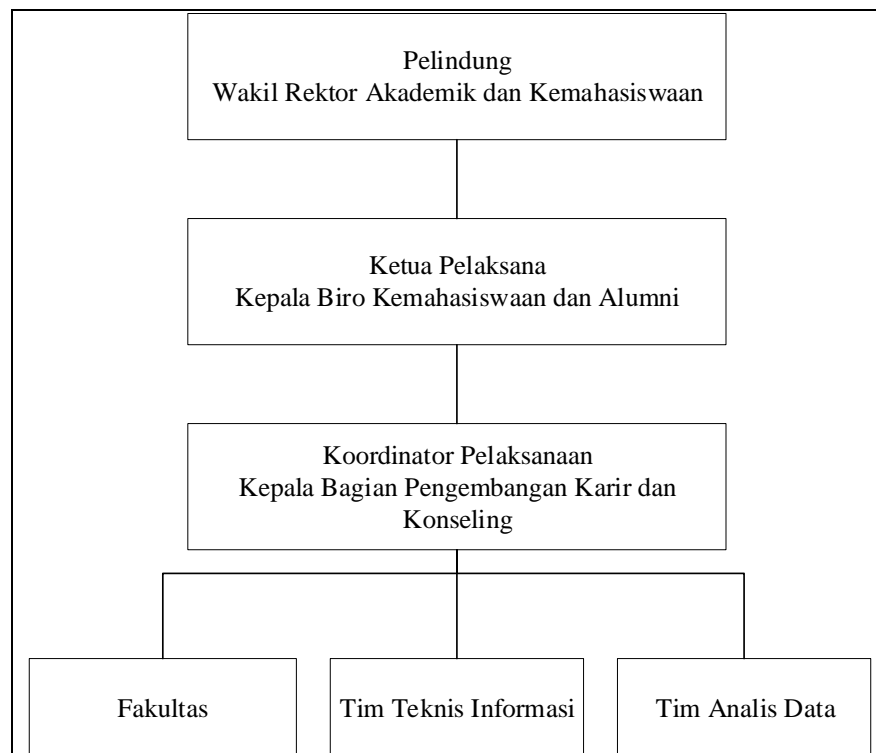 Pelindung
Wakil Rektor Akademik dan Kemahasiswaan
Ketua Pelaksana
Kepala Biro Kemahasiswaan dan Alumni
Koordinator Pelaksanaan
Kepala Bagian Pengembangan Karir dan
Konseling
Fakultas
Tim Teknis Informasi
Tim Analis Data